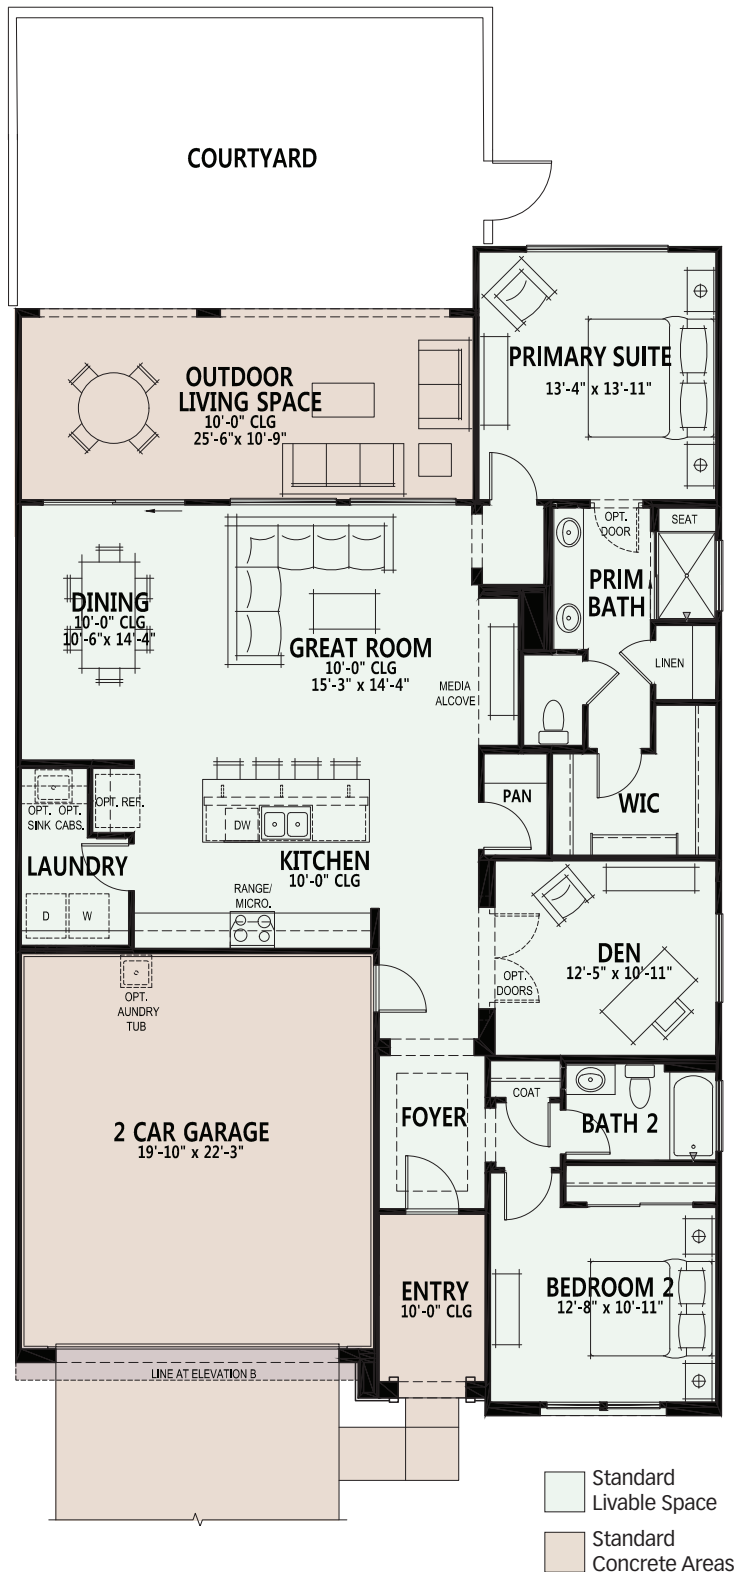 COURTYARD
OUTDOOR
LIVING SPACE
10'-0" CLG
25'-6"x 10'-9"
PRIMARY SUITE
13'-4" x 13'-11"
OPT.
DOOR
SEAT
PRIM
BATH
LINEN
DINING
10'-0" CLG
10'-6"x 14'-4"
GREAT ROOM
10'-0" CLG
15'-3" x 14'-4"
MEDIA
ALCOVE
PAN
WIC
OPT. OPT.
SINK CABS.
OPT. REF.
DW
LAUNDRY
KITCHEN
10'-0" CLG
RANGE/
MICRO.
D W
DEN
12'-5" x 10'-11"
OPT.
DOORS
OPT.
AUNDRY
TUB
COAT
FOYER
BATH 2
2 CAR GARAGE
19'-10" x 22'-3"
ENTRY
10'-0" CLG
BEDROOM 2
12'-8" x 10'-11"
LINE AT ELEVATION B
Standard
Livable Space
Standard
Concrete Areas